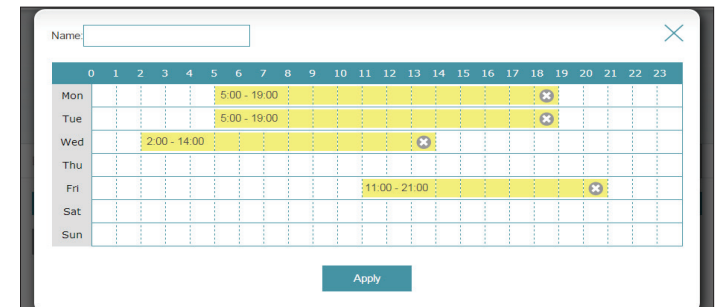 Name:
0 1 2 3 4 5 6 7 8 9 10 11 12 13 14 15 16 17 18 19 20 21 22 23
Mon 5:00 - 19:00
Tue 5:00 - 19:00
Wed 2:00 - 14:00
Thu
Fri 11:00 - 21:00
Sat
Sun
Apply